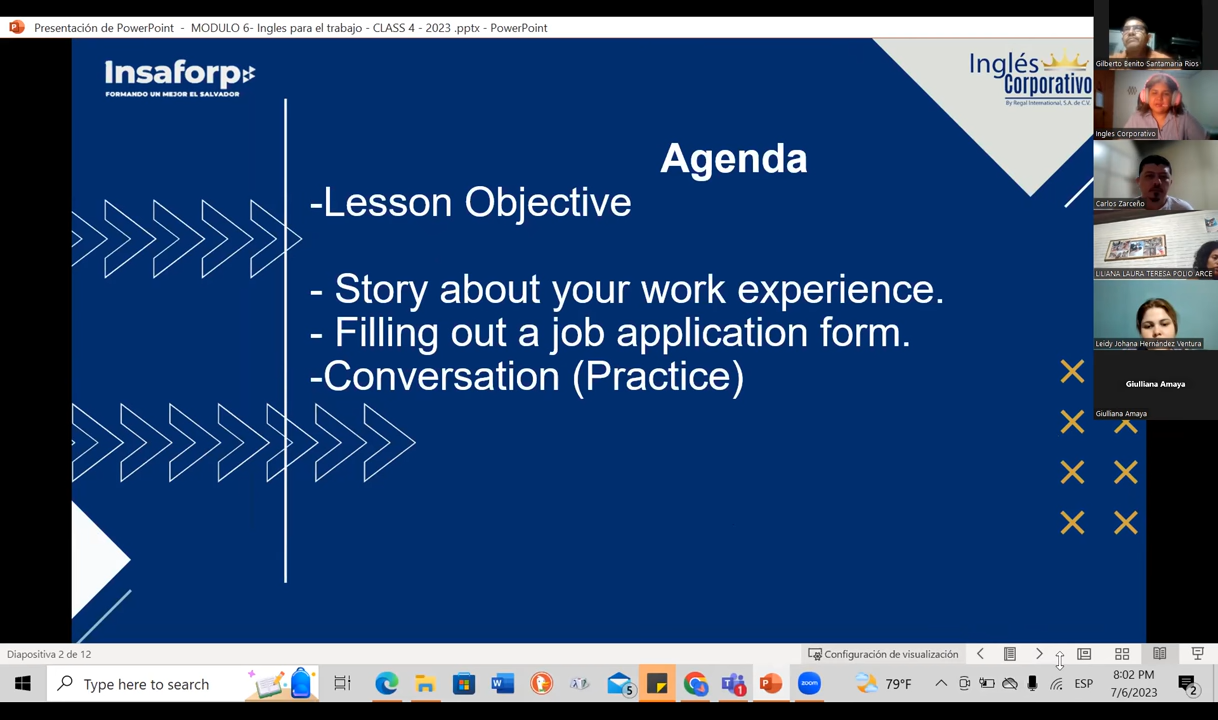 Presentación de PowerPoint - MODULO 6- Ingles para el trabajo - CLASS 4 - 2023 .pptx - PowerPoint
Insaforp
FORMANDO UN MEJOR EL SALVADOR
Inglés
Corporativo
By Regal International, S.A. de C.V.
Agenda
-Lesson Objective
- Story about your work experience.
- Filling out a job application form.
-Conversation (Practice)
Gilberto Benito Santamaria Rios
Ingles Corporativo
Carlos Zarceño
LILIANA LAURA TERESA POLIO ARCE
Leidy Johana Hernández Ventura
Giulliana Amaya
Giulliana Amaya
Diapositiva 2 de 12
Configuración de visualización
Type here to search
5
1
zoom
79°F
ESP
8:02 PM
7/6/2023
2